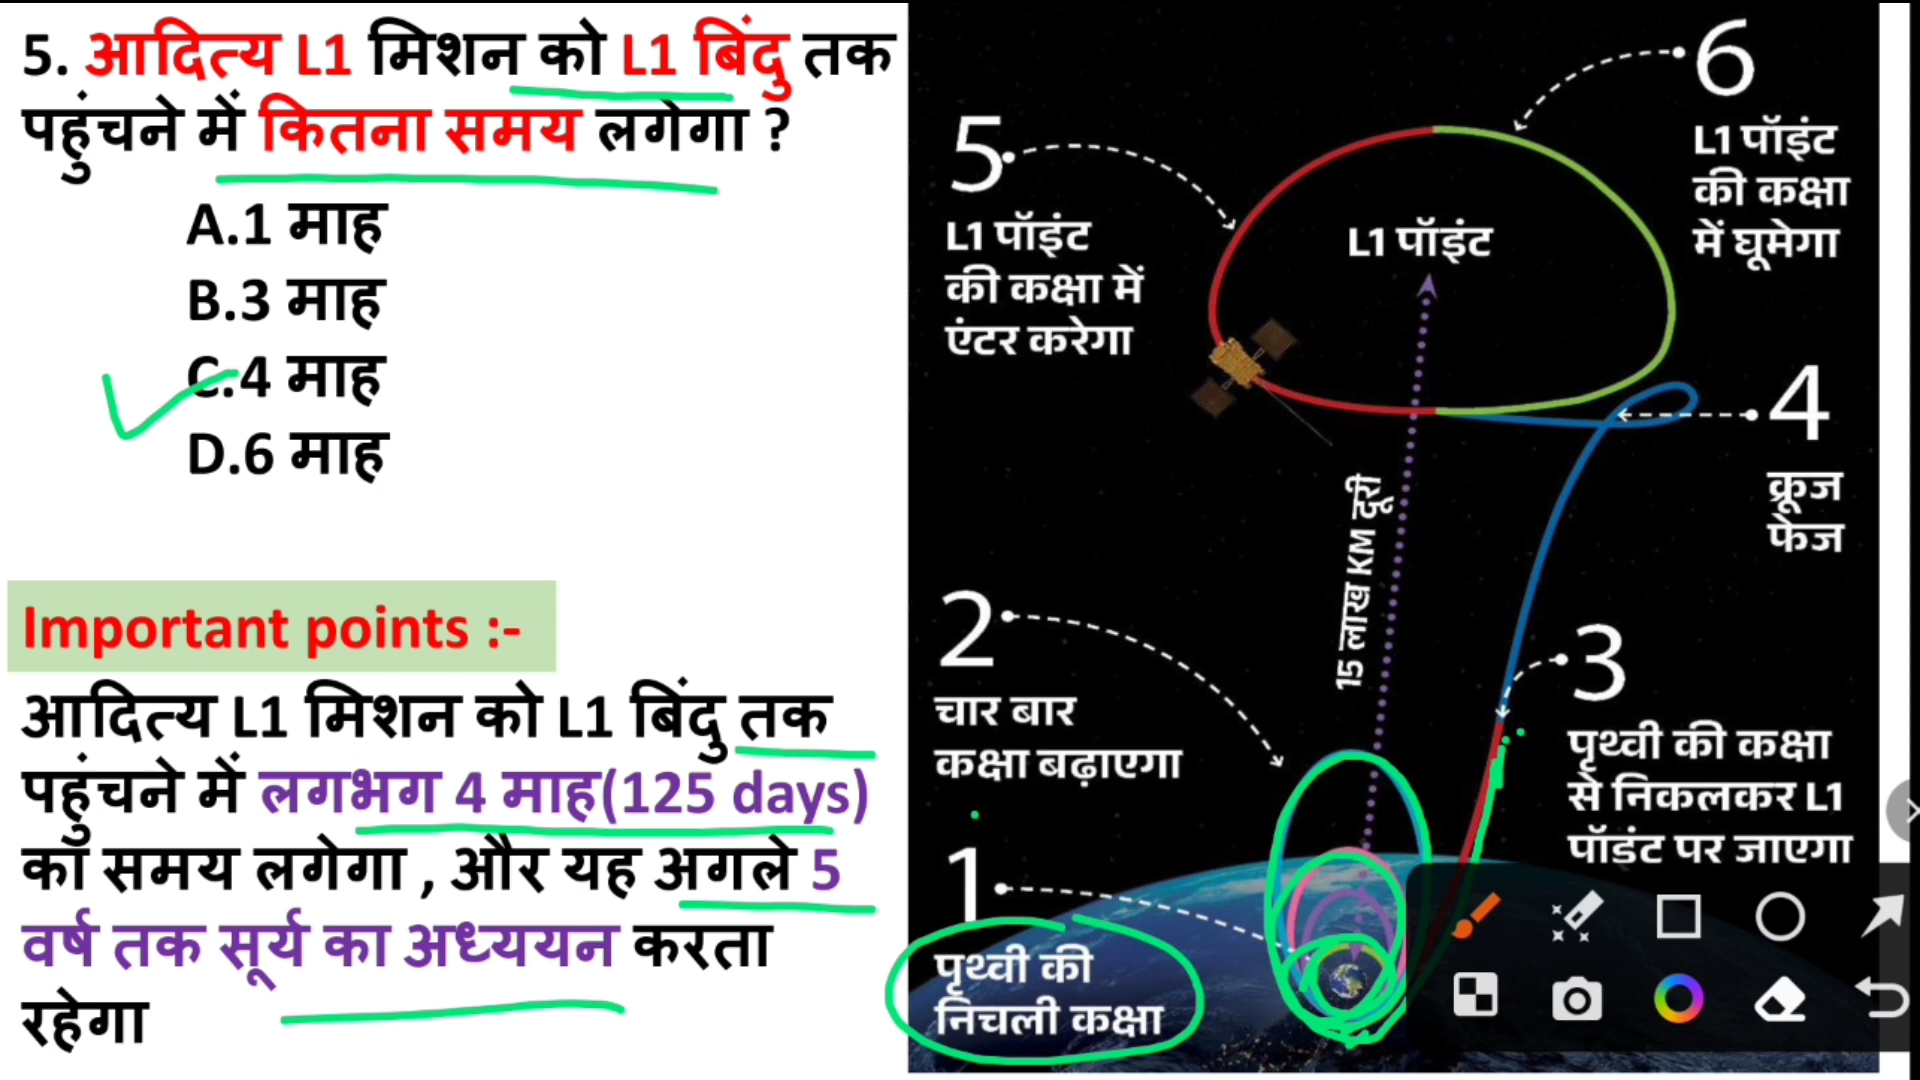 5. आदित्य L1 मिशन को L1 बिंदु तक
पहुंचने में कितना समय लगेगा ?
A.1 माह
B.3 माह
C.4 माह
D.6 माह
Important points :-
आदित्य L1 मिशन को L1 बिंदु तक
पहुंचने में लगभग 4 माह(125 days)
का समय लगेगा , और यह अगले 5
वर्ष तक सूर्य का अध्ययन करता
रहेगा
6
L1 पॉइंट
की कक्षा
में घूमेगा
5
L1 पॉइंट
की कक्षा में
एंटर करेगा
L1 पॉइंट
4
क्रूज
फेज
15 लाख KM दूरी
2
चार बार
कक्षा बढ़ाएगा
3
पृथ्वी की कक्षा
से निकलकर L1
पॉइंट पर जाएगा
1
पृथ्वी की
निचली कक्षा